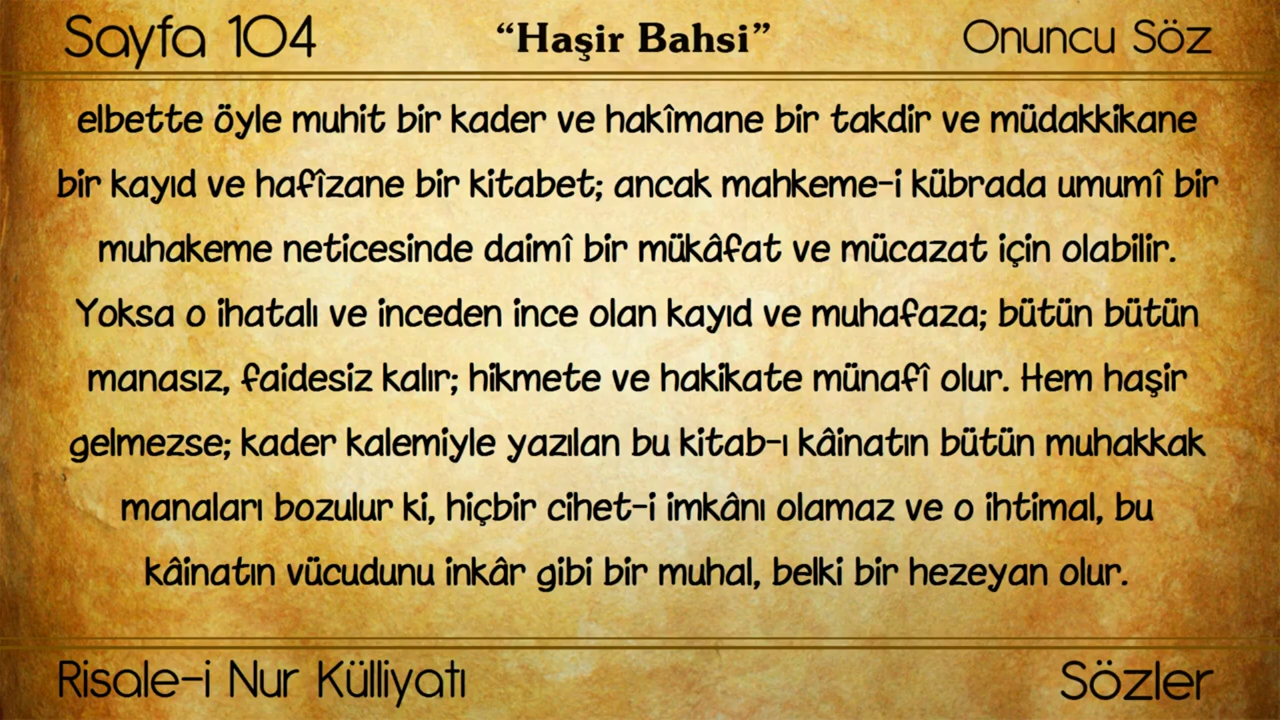 Sayfa 104 “Haşir Bahsi” Onuncu Söz
elbette öyle muhit bir kader ve hakîmane bir takdir ve müdakkikane
bir kayıd ve hafîzane bir kitabet; ancak mahkeme-i kübrada umumî bir
muhakeme neticesinde daimî bir mükâfat ve mücazat için olabilir.
Yoksa o ihatalı ve inceden ince olan kayıd ve muhafaza; bütün bütün
manasız, faidesiz kalır; hikmete ve hakikate münafî olur. Hem haşir
gelmezse; kader kalemiyle yazılan bu kitab-ı kâinatın bütün muhakkak
manaları bozulur ki, hiçbir cihet-i imkânı olamaz ve o ihtimal, bu
kâinatın vücudunu inkâr gibi bir muhal, belki bir hezeyan olur.
Risale-i Nur Külliyatı Sözler